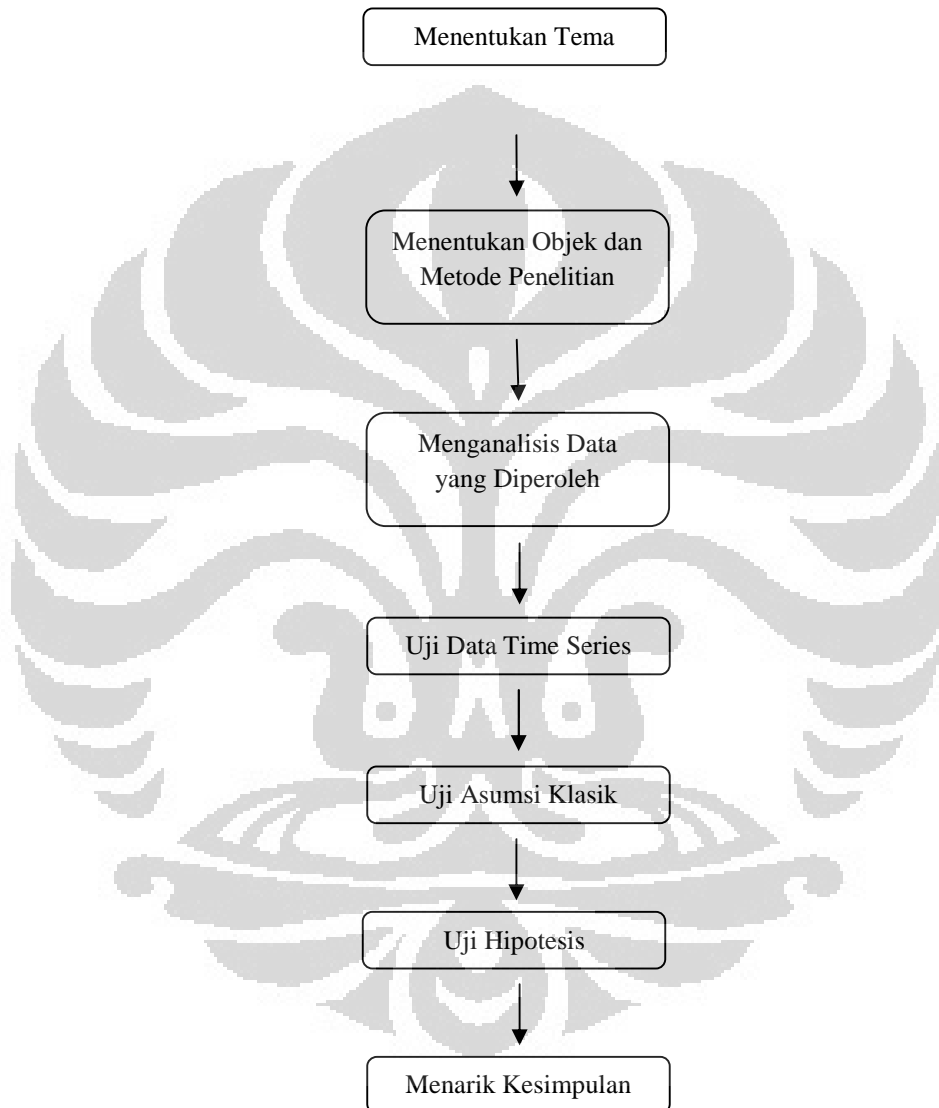 Menentukan Tema
Menentukan Objek dan
Metode Penelitian
Menganalisis Data
yang Diperoleh
Uji Data Time Series
Uji Asumsi Klasik
Uji Hipotesis
Menarik Kesimpulan